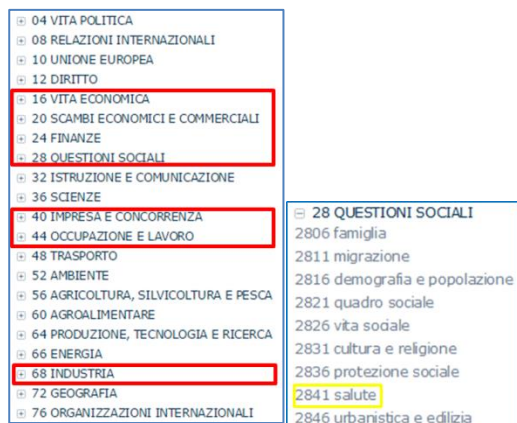 04 VITA POLITICA
08 RELAZIONI INTERNAZIONALI
10 UNIONE EUROPEA
12 DIRITTO
16 VITA ECONOMICA
20 SCAMBI ECONOMICI E COMMERCIALI
24 FINANZE
28 QUESTIONI SOCIALI
32 ISTRUZIONE E COMUNICAZIONE
36 SCIENZE
40 IMPRESA E CONCORRENZA
44 OCCUPAZIONE E LAVORO
48 TRASPORTO
52 AMBIENTE
56 AGRICOLTURA, SILVICOLTURA E PESCA
60 AGROALIMENTARE
64 PRODUZIONE, TECNOLOGIA E RICERCA
66 ENERGIA
68 INDUSTRIA
72 GEOGRAFIA
76 ORGANIZZAZIONI INTERNAZIONALI
28 QUESTIONI SOCIALI
2806 famiglia
2811 migrazione
2816 demografia e popolazione
2821 quadro sociale
2826 vita sociale
2831 cultura e religione
2836 protezione sociale
2841 salute
2846 urbanistica e edilizia